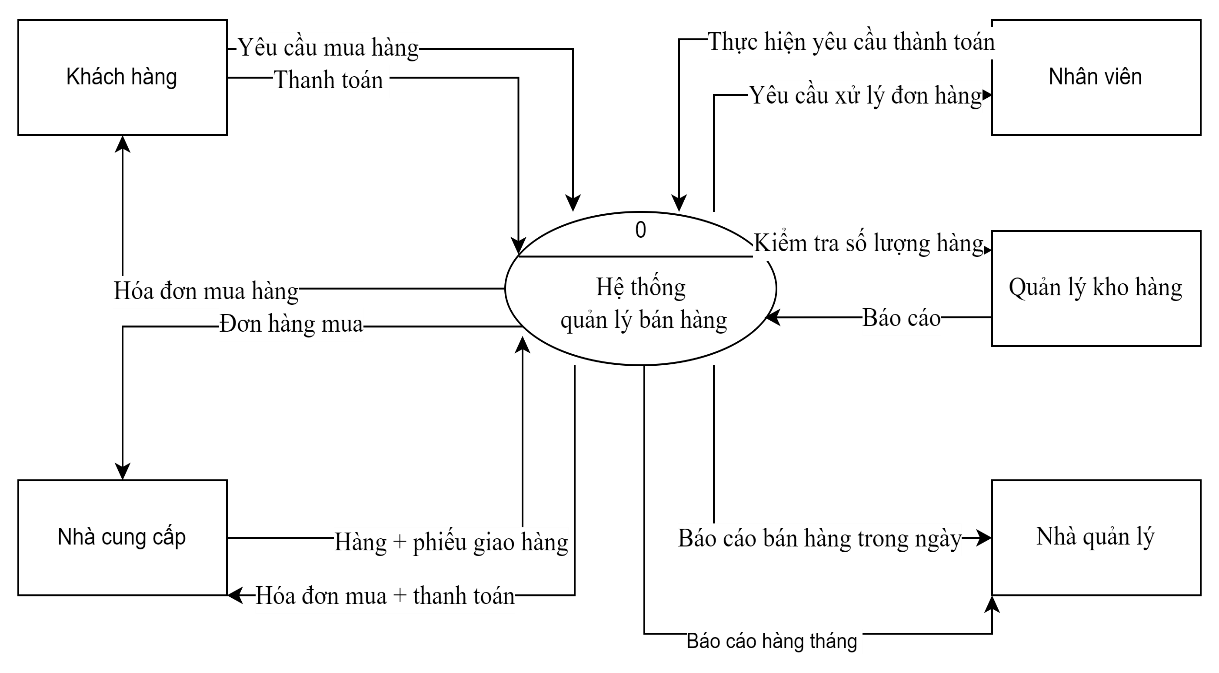 Yêu cầu mua hàng
Thanh toán
Khách hàng
Thực hiện yêu cầu thành toán
Yêu cầu xử lý đơn hàng
Nhân viên
0
Hệ thống
quản lý bán hàng
Kiểm tra số lượng hàng
Báo cáo
Quản lý kho hàng
Hóa đơn mua hàng
Đơn hàng mua
Nhà cung cấp
Hàng + phiếu giao hàng
Hóa đơn mua + thanh toán
Báo cáo bán hàng trong ngày
Báo cáo hàng tháng
Nhà quản lý